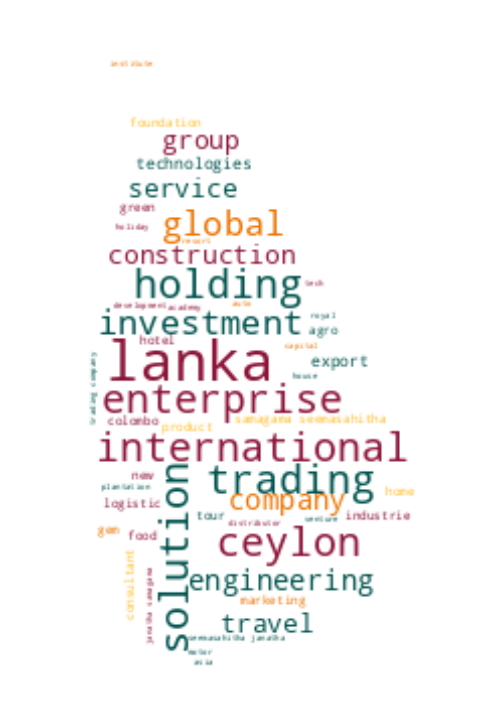 institute
foundation
group
technologies
service
green
holiday
global
resort
construction
holding
tech
development academy
auto
investment
royal
agro
hotel
capital
lanka
export
house
trading company
enterprise
colombo
samagama seemasahitha
product
international
new
trading
plantation
home
company
logistic
solution
tour
venture
industrie
distributor
gem
food
ceylon
consultant
janatha samagama
engineering
marketing
travel
seemasahitha janatha
motor
asia